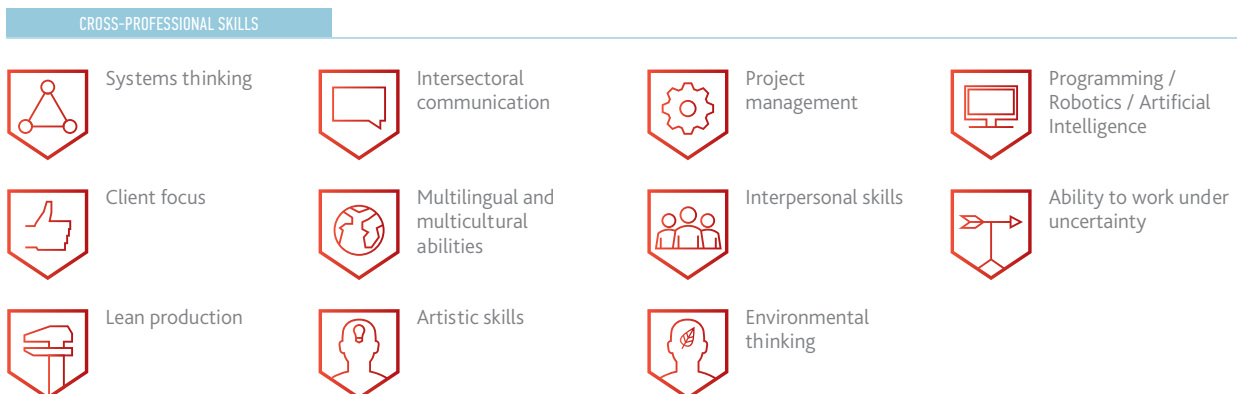 CROSS-PROFESSIONAL SKILLS
Systems thinking
Intersectoral
communication
Project
management
Programming /
Robotics / Artificial
Intelligence
Client focus
Multilingual and
multicultural
abilities
Interpersonal skills
Ability to work under
uncertainty
Lean production
Artistic skills
Environmental
thinking